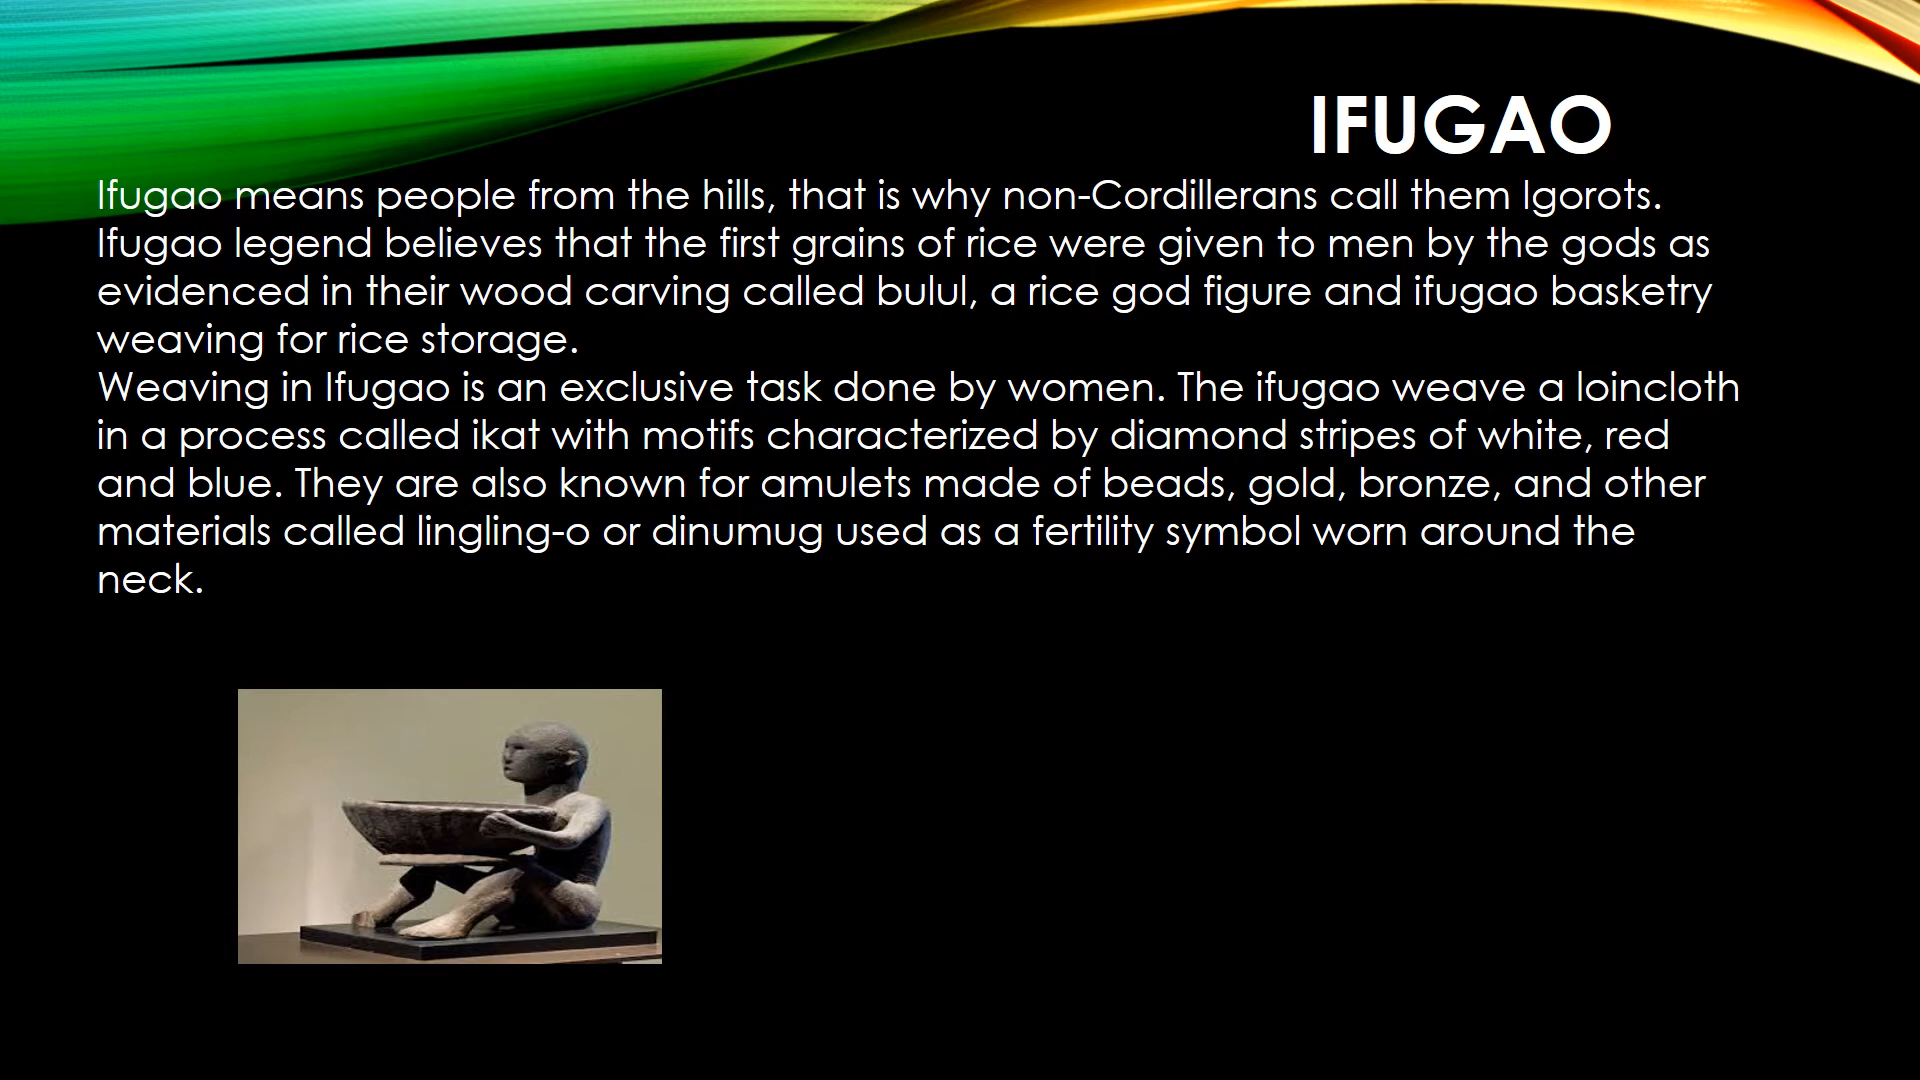 IFUGAO
Ifugao means people from the hills, that is why non-Cordillerans call them Igorots.
Ifugao legend believes that the first grains of rice were given to men by the gods as
evidenced in their wood carving called bulul, a rice god figure and ifugao basketry
weaving for rice storage.
Weaving in Ifugao is an exclusive task done by women. The ifugao weave a loincloth
in a process called ikat with motifs characterized by diamond stripes of white, red
and blue. They are also known for amulets made of beads, gold, bronze, and other
materials called lingling-o or dinumug used as a fertility symbol worn around the
neck.